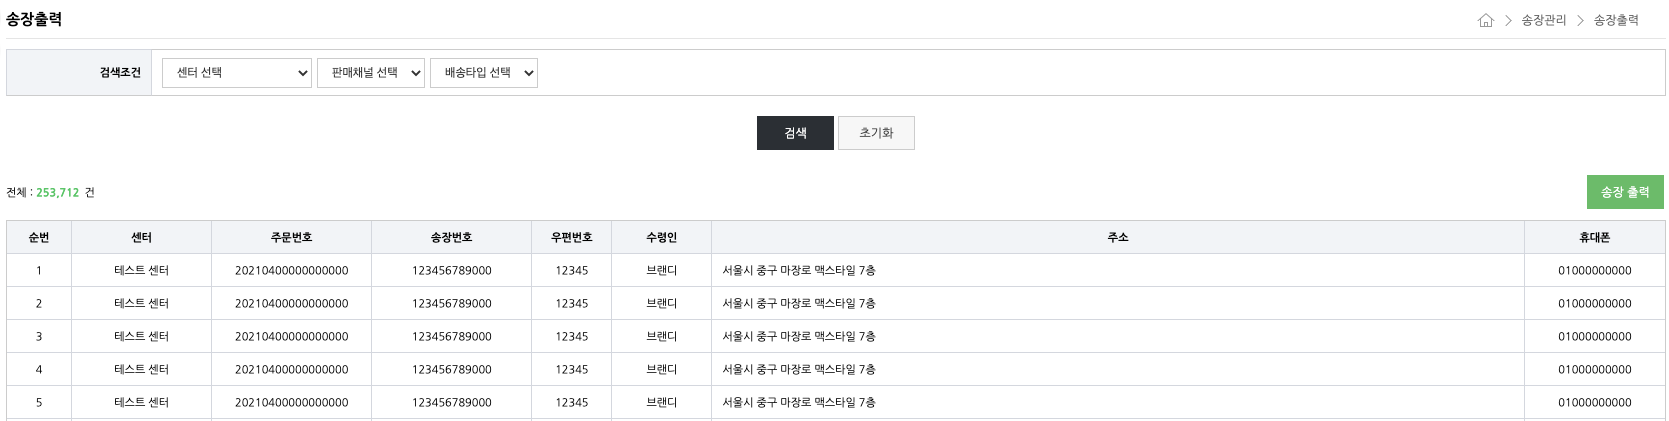 송장출력
송장관리 > 송장출력
검색조건 센터 선택 판매채널 선택 배송타입 선택
검색 초기화
전체 : 253,712 건 송장 출력
순번 센터 주문번호 송장번호 우편번호 수령인 주소 휴대폰
1 테스트 센터 20210400000000000 123456789000 12345 브랜디 서울시 중구 마장로 맥스타일 7층 01000000000
2 테스트 센터 20210400000000000 123456789000 12345 브랜디 서울시 중구 마장로 맥스타일 7층 01000000000
3 테스트 센터 20210400000000000 123456789000 12345 브랜디 서울시 중구 마장로 맥스타일 7층 01000000000
4 테스트 센터 20210400000000000 123456789000 12345 브랜디 서울시 중구 마장로 맥스타일 7층 01000000000
5 테스트 센터 20210400000000000 123456789000 12345 브랜디 서울시 중구 마장로 맥스타일 7층 01000000000